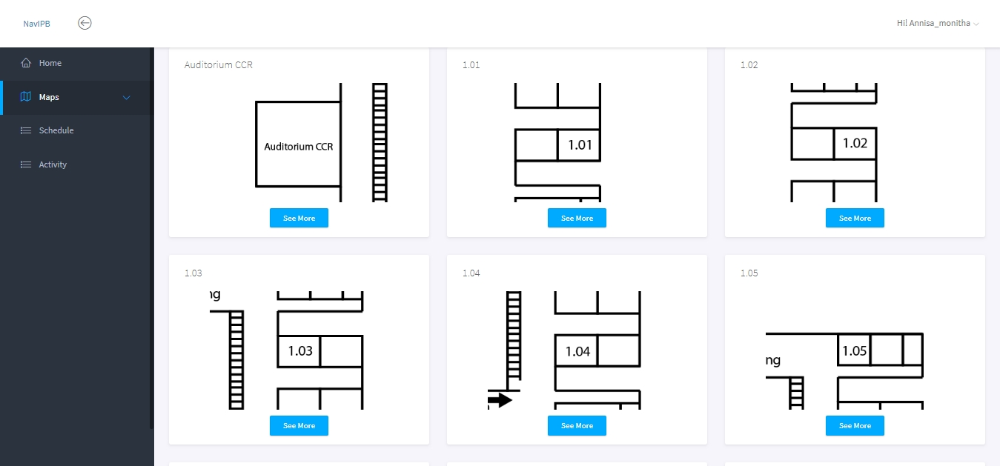 NavIPB
Hi! Annisa_monitha
Home
Maps
Schedule
Activity
Auditorium CCR
Auditorium CCR
See More
1.01
1.01
See More
1.02
1.02
See More
1.03
ng
1.03
See More
1.04
1.04
See More
1.05
1.05
ng
See More